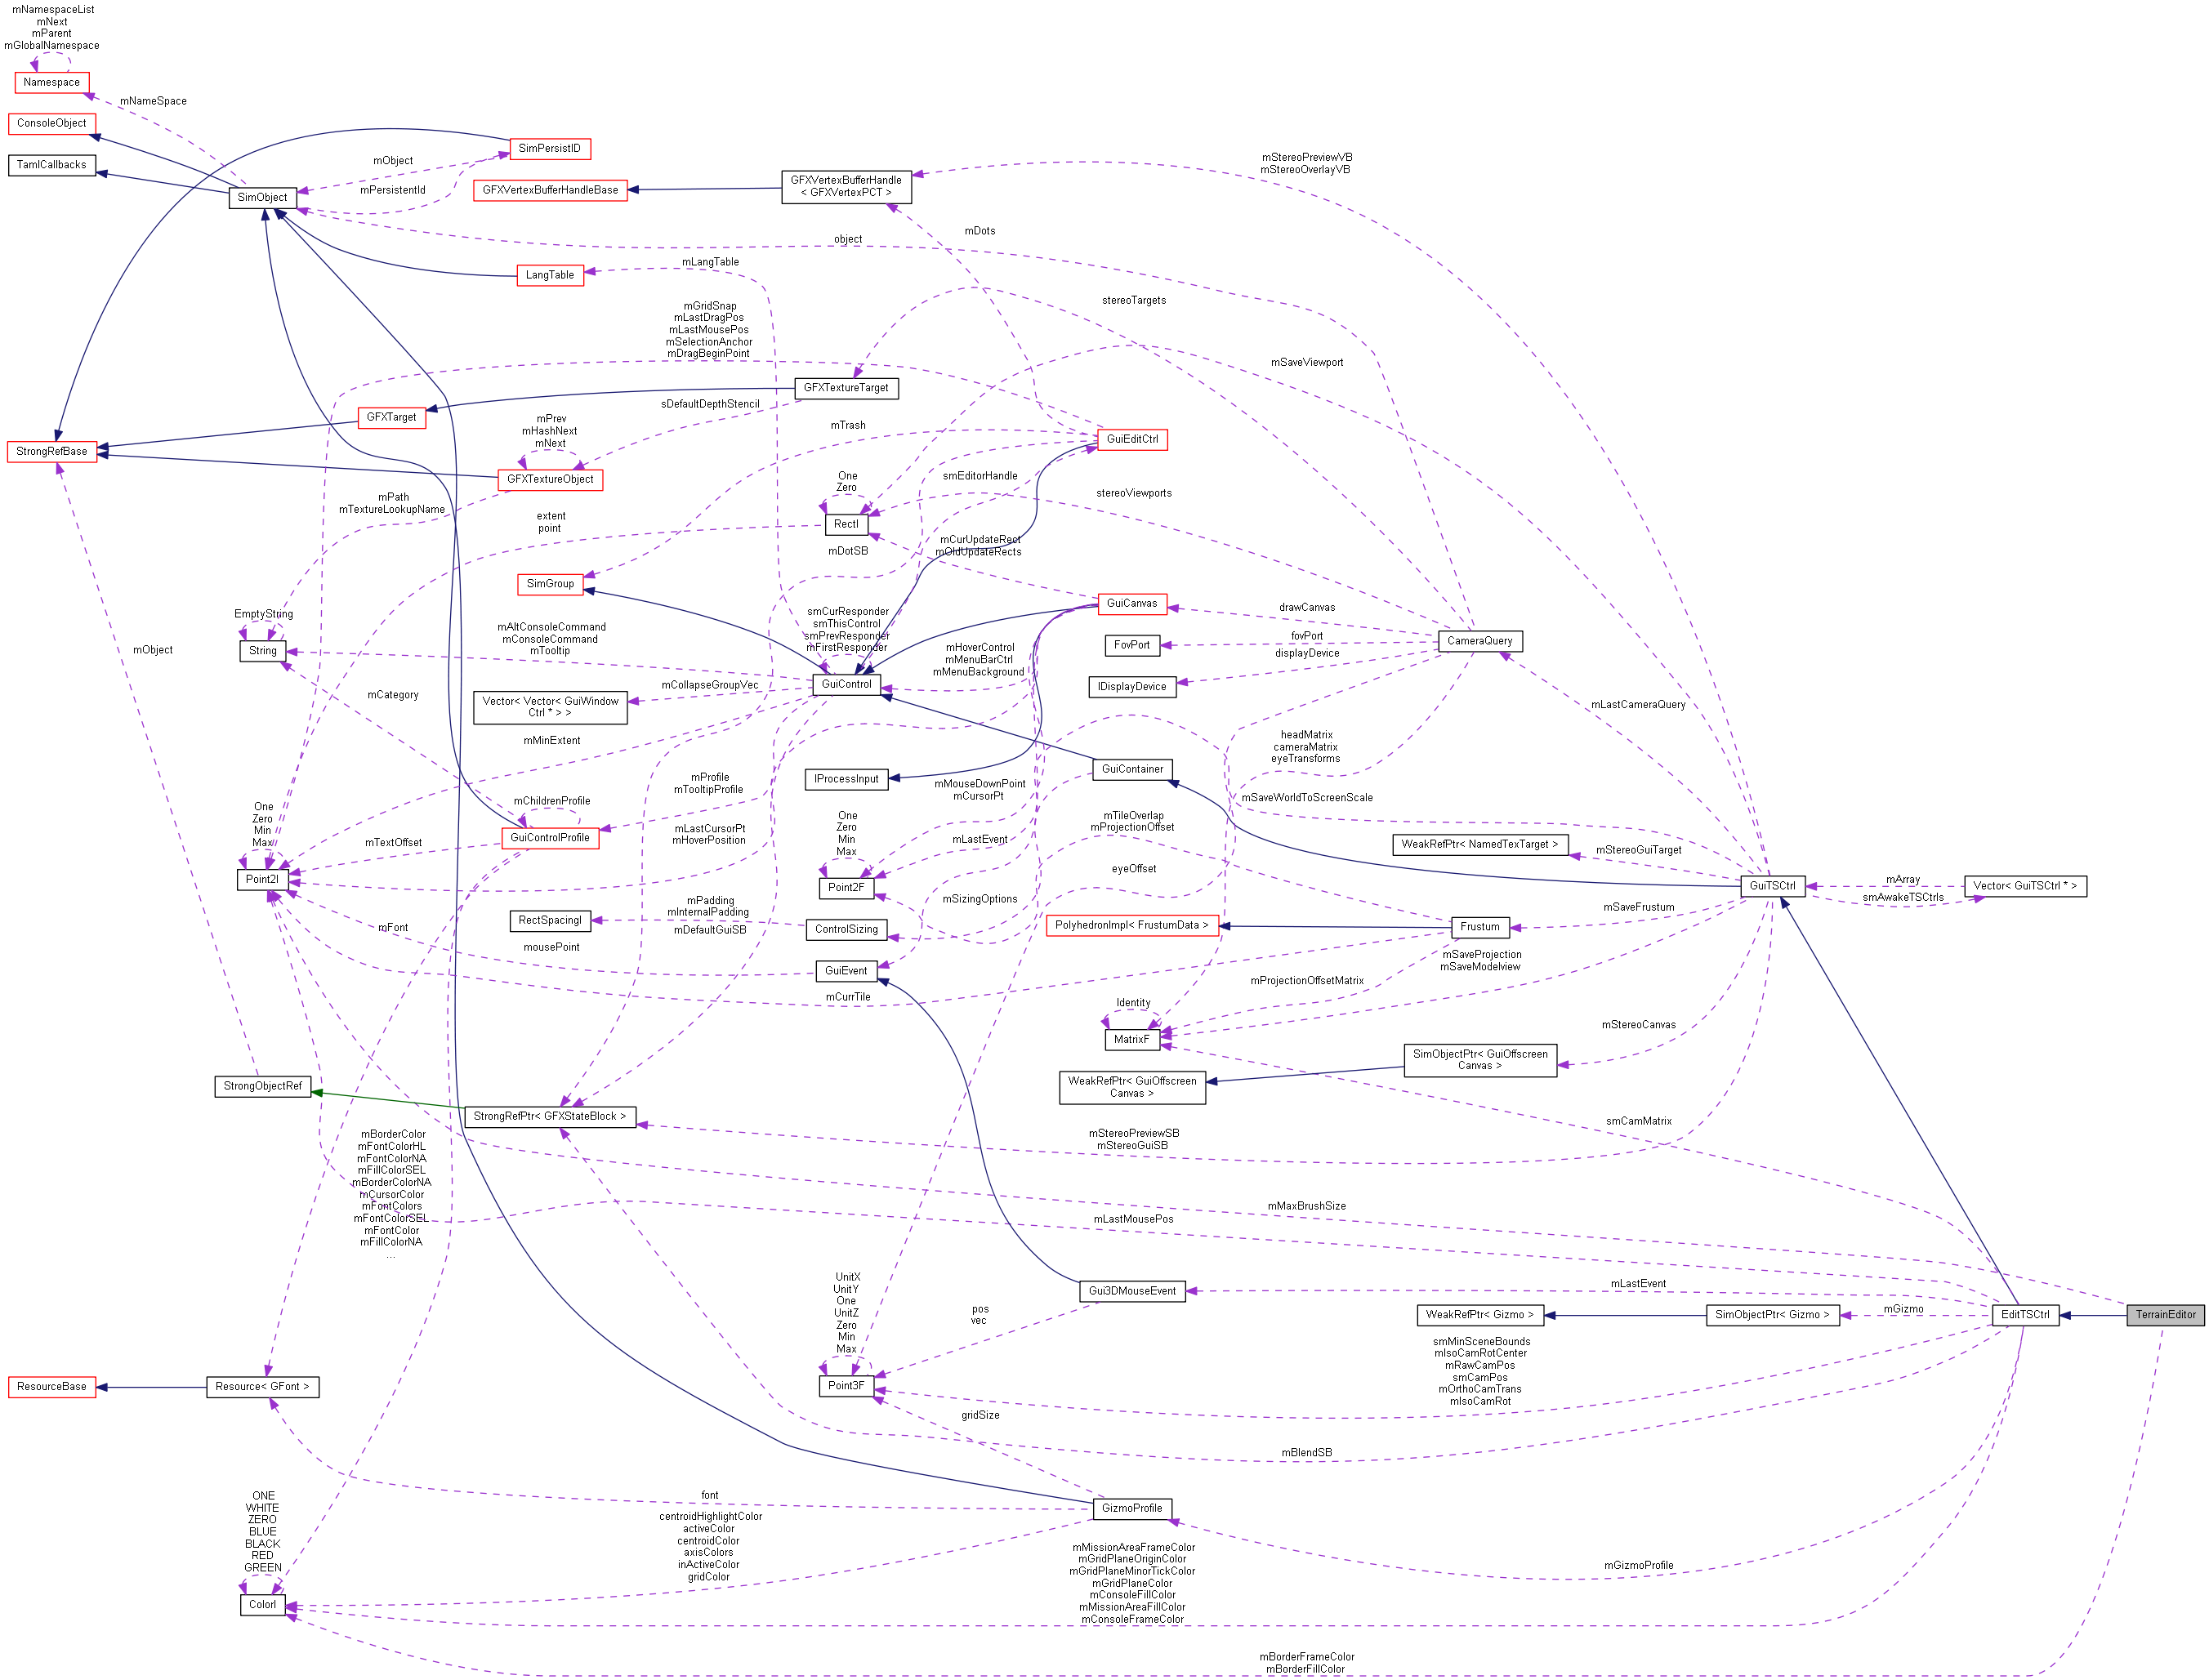 mNamespaceList
mNext
mParent
mGlobalNamespace
Namespace
mNameSpace
ConsoleObject
TamlCallbacks
SimObject
mObject
mPersistentId
SimPersistID
GFXVertexBufferHandleBase
GFXVertexBufferHandle
< GFXVertexPCT >
mStereoPreviewVB
mStereoOverlayVB
mDots
object
LangTable
mLangTable
stereoTargets
mGridSnap
mLastDragPos
mLastMousePos
mSelectionAnchor
mDragBeginPoint
mSaveViewport
GFXTextureTarget
sDefaultDepthStencil
GFXTarget
mPrev
mHashNext
mNext
mTrash
GuiEditCtrl
StrongRefBase
GFXTextureObject
One
Zero
smEditorHandle
stereoViewports
mPath
mTextureLookupName
extent
point
RectI
mDotSB
mCurUpdateRect
mOldUpdateRects
SimGroup
GuiCanvas
drawCanvas
EmptyString
String
mAltConsoleCommand
mConsoleCommand
mTooltip
smCurResponder
smThisControl
smPrevResponder
mFirstResponder
mHoverControl
mMenuBarCtrl
mMenuBackground
FovPort
fovPort
displayDevice
CameraQuery
mObject
mCategory
mCollapseGroupVec
GuiControl
IDisplayDevice
Vector< Vector< GuiWindow
Ctrl * > >
mLastCameraQuery
mMinExtent
headMatrix
cameraMatrix
eyeTransforms
mProfile
mTooltipProfile
IProcessInput
GuiContainer
mMouseDownPoint
mCursorPt
mSaveWorldToScreenScale
One
Zero
Min
Max
mChildrenProfile
GuiControlProfile
mTextOffset
mLastCursorPt
mHoverPosition
One
Zero
Min
Max
mLastEvent
mTileOverlap
mProjectionOffset
WeakRefPtr< NamedTexTarget >
mStereoGuiTarget
Point2I
Point2F
eyeOffset
GuiTSCtrl
mArray
smAwakeTSCtrls
Vector< GuiTSCtrl * >
mSizingOptions
mSaveFrustum
RectSpacingI
mPadding
mInternalPadding
mDefaultGuiSB
ControlSizing
PolyhedronImpl< FrustumData >
Frustum
mFont
mousePoint
GuiEvent
mSaveProjection
mSaveModelview
mProjectionOffsetMatrix
mCurrTile
Identity
MatrixF
mStereoCanvas
SimObjectPtr< GuiOffscreen
Canvas >
WeakRefPtr< GuiOffscreen
Canvas >
StrongObjectRef
StrongRefPtr< GFXStateBlock >
mStereoPreviewSB
mStereoGuiSB
smCamMatrix
mBorderColor
mFontColorHL
mFontColorNA
mFillColorSEL
mBorderColorNA
mCursorColor
mFontColors
mFontColorSEL
mFontColor
mFillColorNA
...
mMaxBrushSize
mLastMousePos
UnitX
UnitY
One
UnitZ
Zero
Min
Max
Gui3DMouseEvent
mLastEvent
pos
vec
WeakRefPtr< Gizmo >
SimObjectPtr< Gizmo >
mGizmo
EditTSCtrl
TerrainEditor
smMinSceneBounds
mIsoCamRotCenter
mRawCamPos
smCamPos
mOrthoCamTrans
mIsoCamRot
ResourceBase
Resource< GFont >
Point3F
gridSize
mBlendSB
font
GizmoProfile
ONE
WHITE
ZERO
BLUE
BLACK
RED
GREEN
centroidHighlightColor
activeColor
centroidColor
axisColors
inActiveColor
gridColor
mGizmoProfile
mMissionAreaFrameColor
mGridPlaneOriginColor
mGridPlaneMinorTickColor
mGridPlaneColor
mConsoleFillColor
mMissionAreaFillColor
mConsoleFrameColor
ColorI
mBorderFrameColor
mBorderFillColor